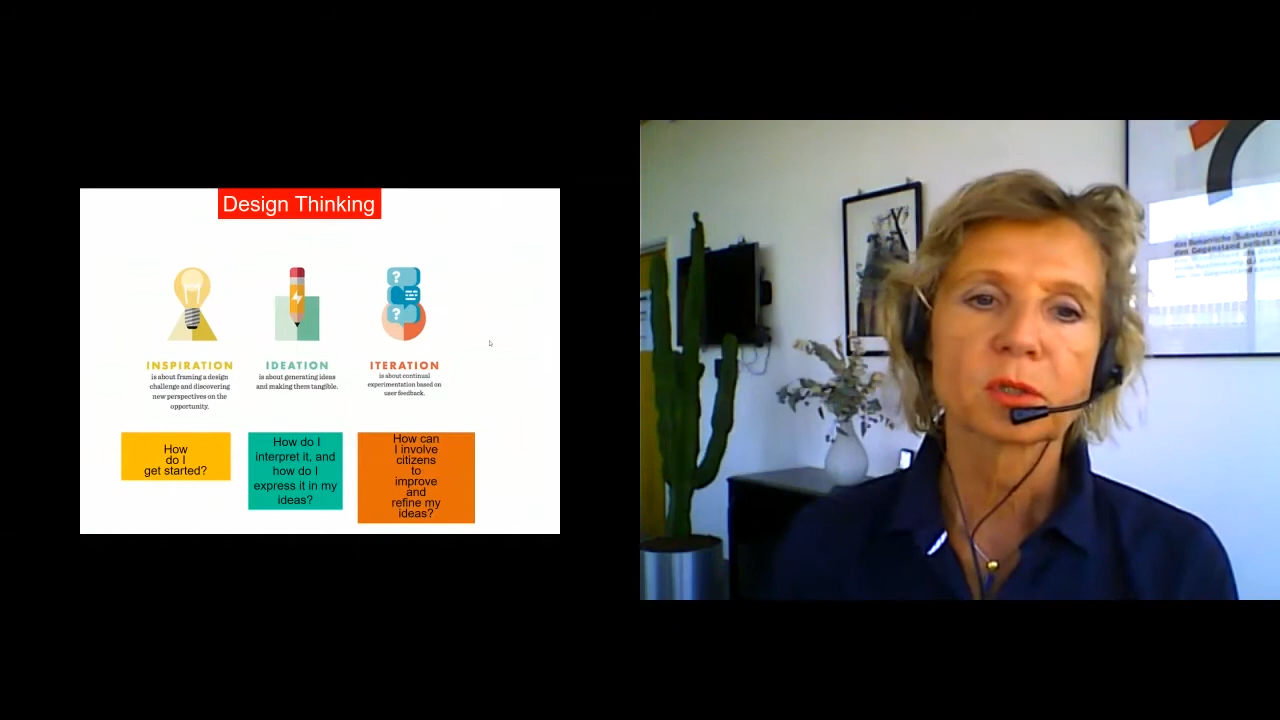 Design Thinking
INSPIRATION
is about framing a design
challenge and discovering
new perspectives on the
opportunity.
IDEATION
is about generating ideas
and making them tangible.
ITERATION
is about continual
experimentation based on
user feedback.
?
?
How
do I
get started?
How do I
interpret it, and
how do I
express it in my
ideas?
How can
I involve
citizens
to
improve
and
refine my
ideas?
den Gegenstand selbst